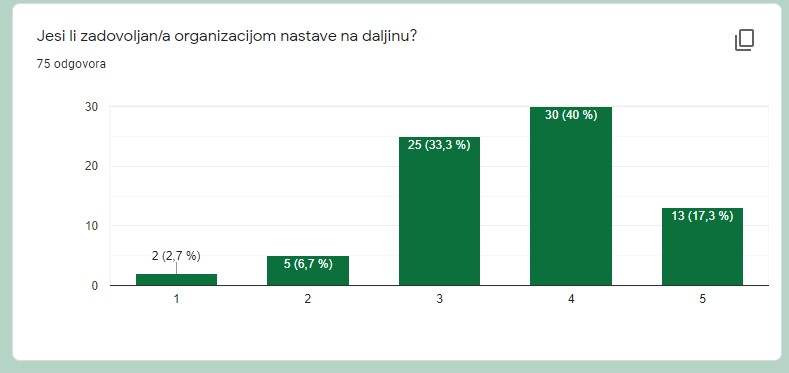 Jesi li zadovoljan/a organizacijom nastave na daljinu?
75 odgovora
30
20
10
0
2 (2,7 %)
5 (6,7 %)
25 (33,3 %)
30 (40 %)
13 (17,3 %)
1
2
3
4
5